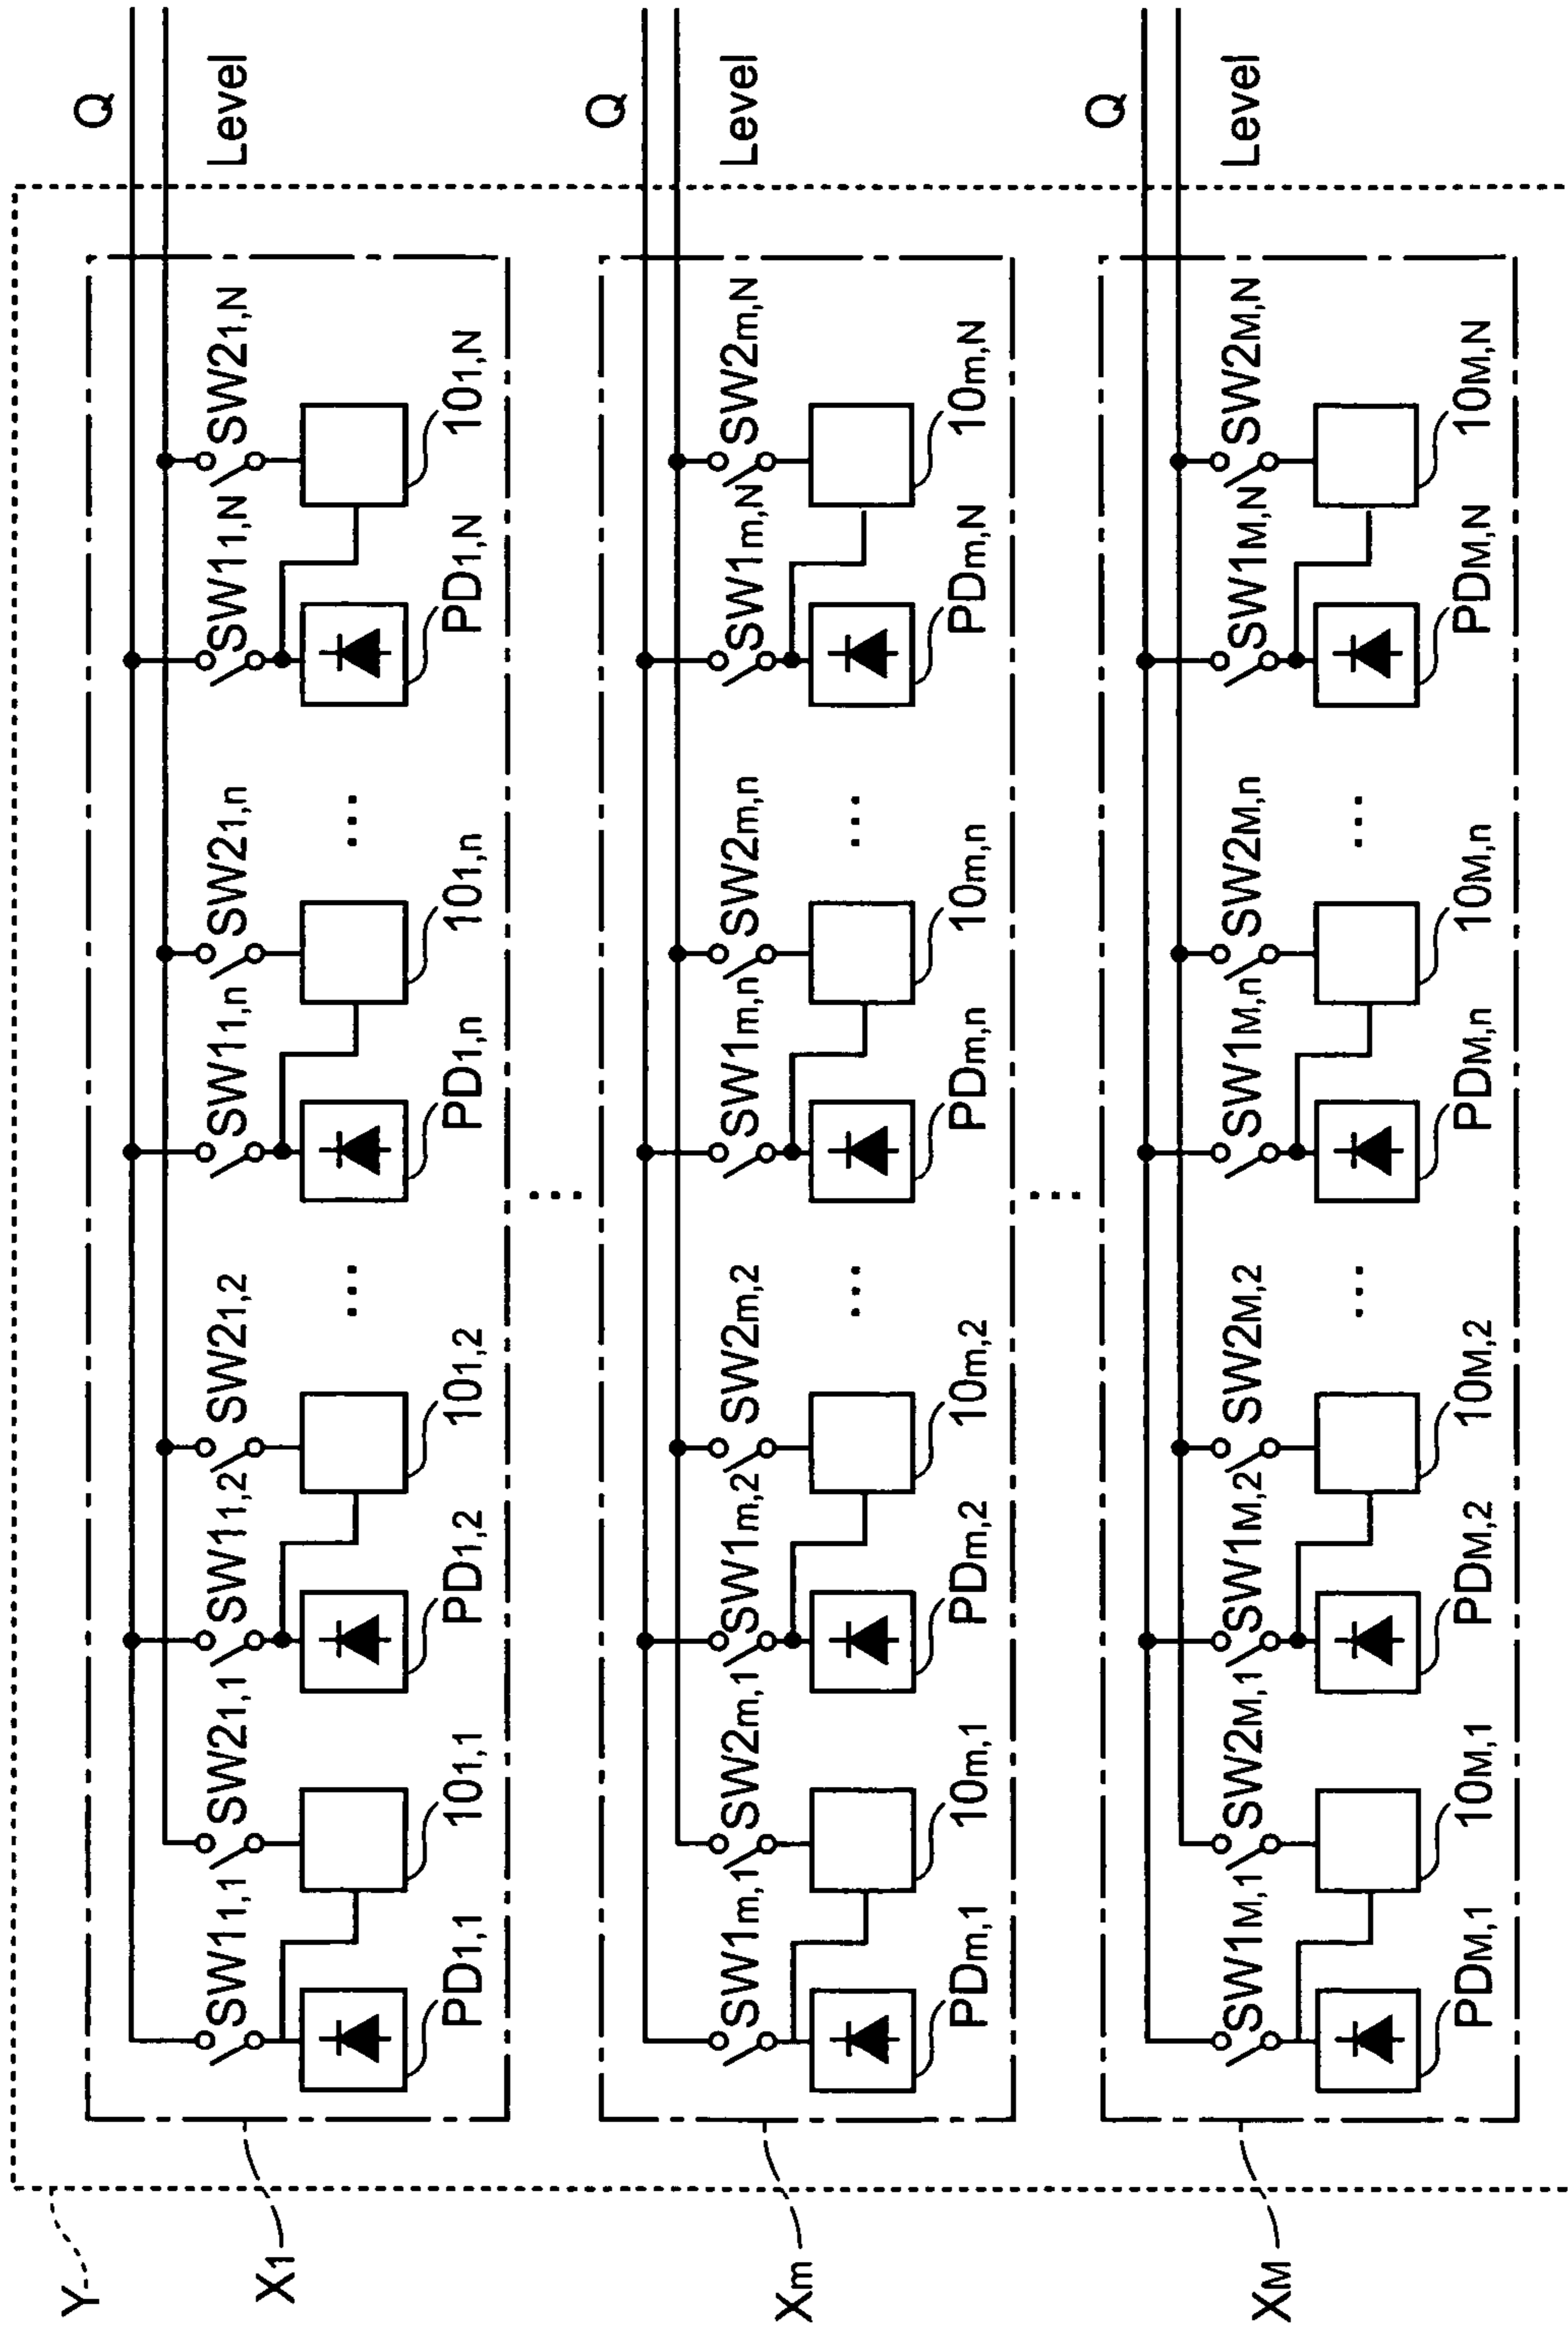 Y
X1
Q
Level
SW11,1 SW21,1 SW11,2 SW21,2 SW11,n SW21,n SW11,N SW21,N
PD1,1 101,1 PD1,2 101,2 ... PD1,n 101,n ... PD1,N 101,N
...
Xm
Q
Level
SW1m,1 SW2m,1 SW1m,2 SW2m,2 SW1m,n SW2m,n SW1m,N SW2m,N
PDm,1 10m,1 PDm,2 10m,2 ... PDm,n 10m,n ... PDm,N 10m,N
...
XM
Q
Level
SW1M,1 SW2M,1 SW1M,2 SW2M,2 SW1M,n SW2M,n SW1M,N SW2M,N
PDM,1 10M,1 PDM,2 10M,2 ... PDM,n 10M,n ... PDM,N 10M,N